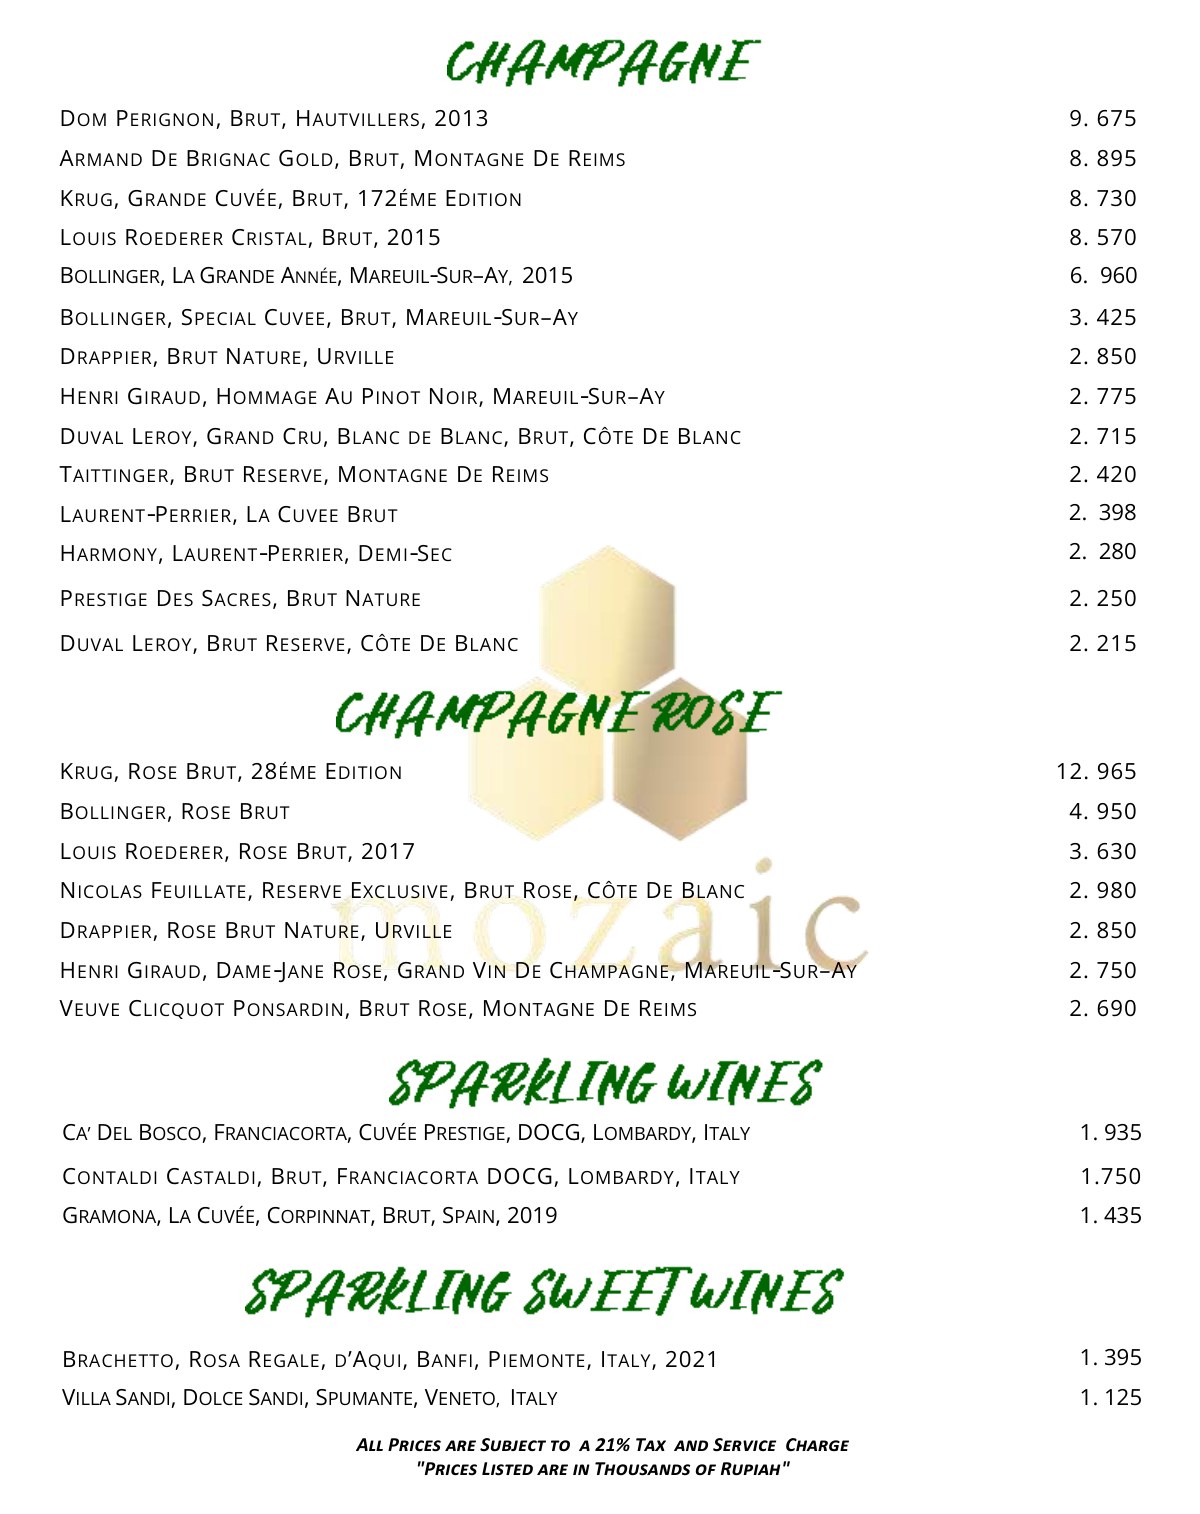 CHAMPAGNE
Dom Perignon, Brut, Hautvillers, 2013 9. 675
Armand De Brignac Gold, Brut, Montagne De Reims 8. 895
Krug, Grande Cuvée, Brut, 172éme Edition 8. 730
Louis Roederer Cristal, Brut, 2015 8. 570
Bollinger, La Grande Année, Mareuil-Sur–Ay, 2015 6. 960
Bollinger, Special Cuvee, Brut, Mareuil-Sur–Ay 3. 425
Drappier, Brut Nature, Urville 2. 850
Henri Giraud, Hommage Au Pinot Noir, Mareuil-Sur–Ay 2. 775
Duval Leroy, Grand Cru, Blanc de Blanc, Brut, Côte De Blanc 2. 715
Taittinger, Brut Reserve, Montagne De Reims 2. 420
Laurent-Perrier, La Cuvee Brut 2. 398
Harmony, Laurent-Perrier, Demi-Sec 2. 280
Prestige Des Sacres, Brut Nature 2. 250
Duval Leroy, Brut Reserve, Côte De Blanc 2. 215
CHAMPAGNE ROSE
Krug, Rose Brut, 28éme Edition 12. 965
Bollinger, Rose Brut 4. 950
Louis Roederer, Rose Brut, 2017 3. 630
Nicolas Feuillate, Reserve Exclusive, Brut Rose, Côte De Blanc 2. 980
mozaic
Drappier, Rose Brut Nature, Urville 2. 850
Henri Giraud, Dame-Jane Rose, Grand Vin De Champagne, Mareuil-Sur–Ay 2. 750
Veuve Clicquot Ponsardin, Brut Rose, Montagne De Reims 2. 690
SPARKLING WINES
Ca’ Del Bosco, Franciacorta, Cuvée Prestige, DOCG, Lombardy, Italy 1. 935
Contaldi Castaldi, Brut, Franciacorta DOCG, Lombardy, Italy 1.750
Gramona, La Cuvée, Corpinnat, Brut, Spain, 2019 1. 435
SPARKLING SWEET WINES
Brachetto, Rosa Regale, d’Aqui, Banfi, Piemonte, Italy, 2021 1. 395
Villa Sandi, Dolce Sandi, Spumante, Veneto, Italy 1. 125
All Prices are Subject to a 21% Tax and Service Charge
"Prices Listed are in Thousands of Rupiah"